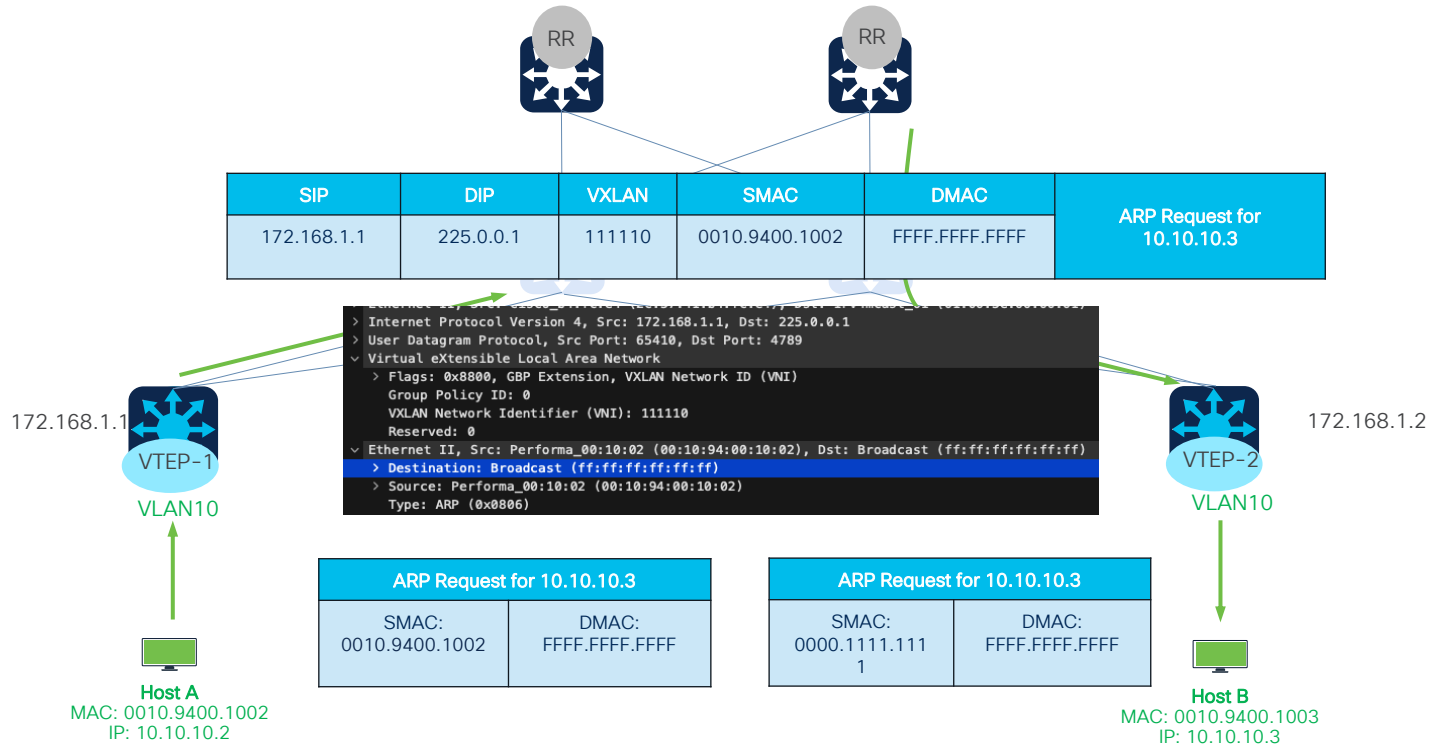 RR
RR
SIP DIP VXLAN SMAC DMAC ARP Request for 10.10.10.3
172.168.1.1 225.0.0.1 111110 0010.9400.1002 FFFF.FFFF.FFFF
> Internet Protocol Version 4, Src: 172.168.1.1, Dst: 225.0.0.1
> User Datagram Protocol, Src Port: 65410, Dst Port: 4789
Virtual eXtensible Local Area Network
> Flags: 0x8800, GBP Extension, VXLAN Network ID (VNI)
Group Policy ID: 0
VXLAN Network Identifier (VNI): 111110
Reserved: 0
Ethernet II, Src: Performa_00:10:02 (00:10:94:00:10:02), Dst: Broadcast (ff:ff:ff:ff:ff:ff)
> Destination: Broadcast (ff:ff:ff:ff:ff:ff)
> Source: Performa_00:10:02 (00:10:94:00:10:02)
Type: ARP (0x0806)
172.168.1.1
VTEP-1
VLAN10
172.168.1.2
VTEP-2
VLAN10
ARP Request for 10.10.10.3
SMAC: DMAC:
0010.9400.1002 FFFF.FFFF.FFFF
ARP Request for 10.10.10.3
SMAC: DMAC:
0000.1111.111 FFFF.FFFF.FFFF
1
Host A
MAC: 0010.9400.1002
IP: 10.10.10.2
Host B
MAC: 0010.9400.1003
IP: 10.10.10.3